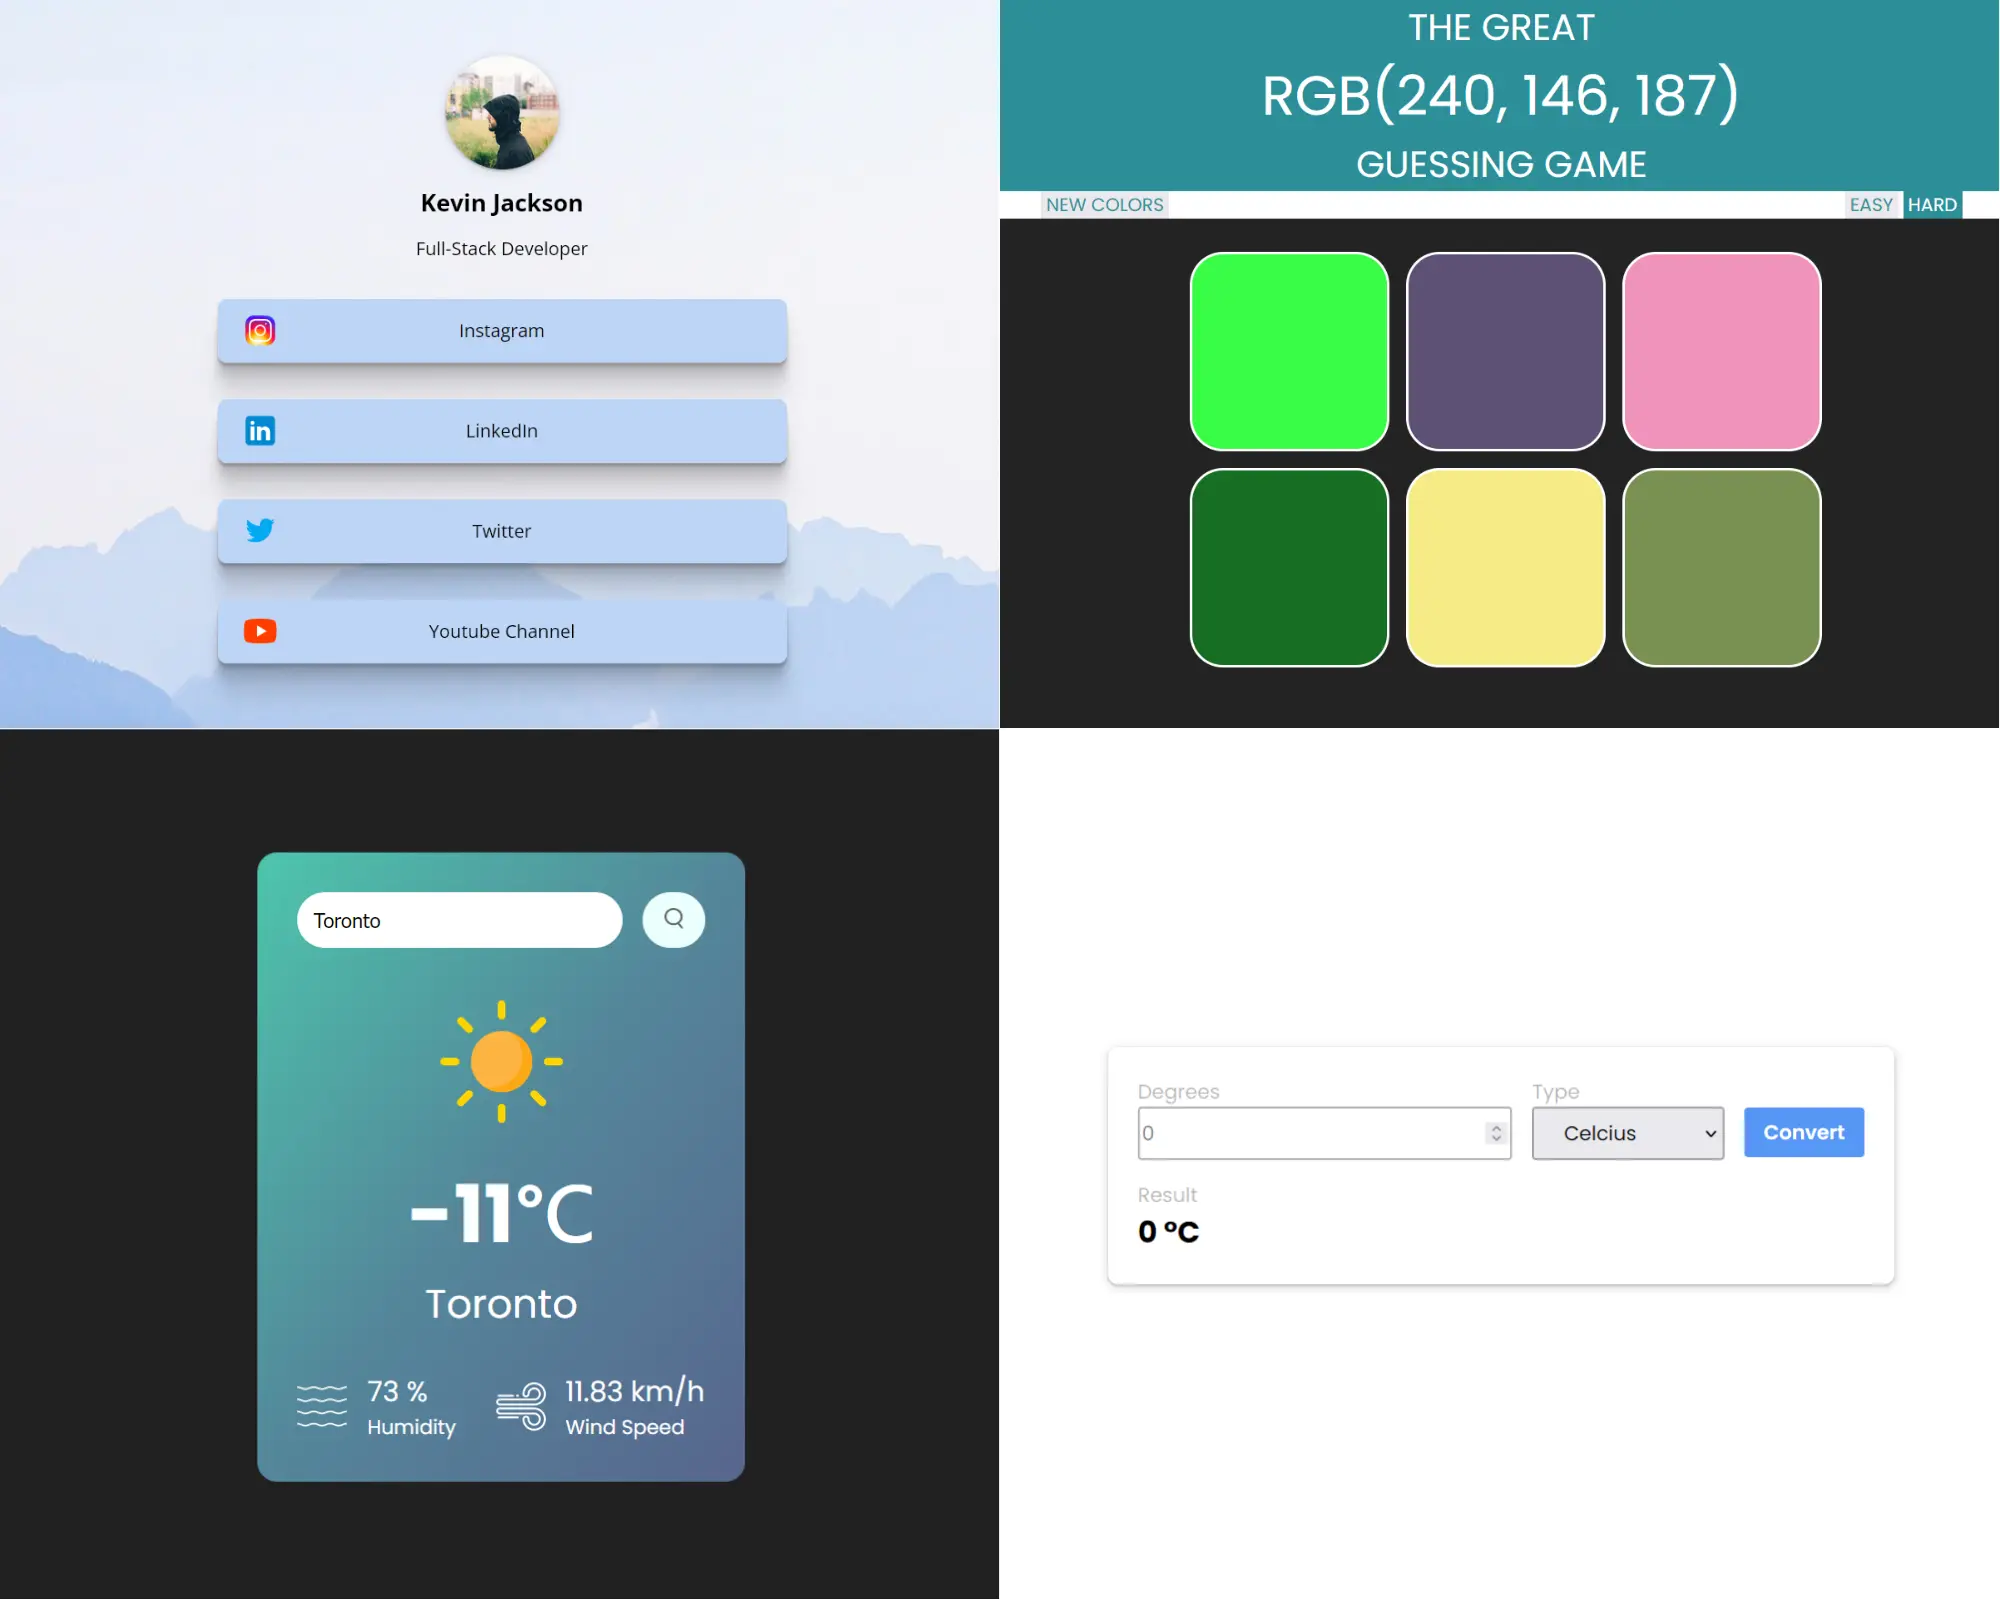 Kevin Jackson
Full-Stack Developer
Instagram
LinkedIn
Twitter
Youtube Channel
THE GREAT
RGB(240, 146, 187)
GUESSING GAME
NEW COLORS
EASY HARD
Toronto
-11°C
Toronto
73 %
Humidity
11.83 km/h
Wind Speed
Degrees
0
Type
Celcius
Convert
Result
0 °C